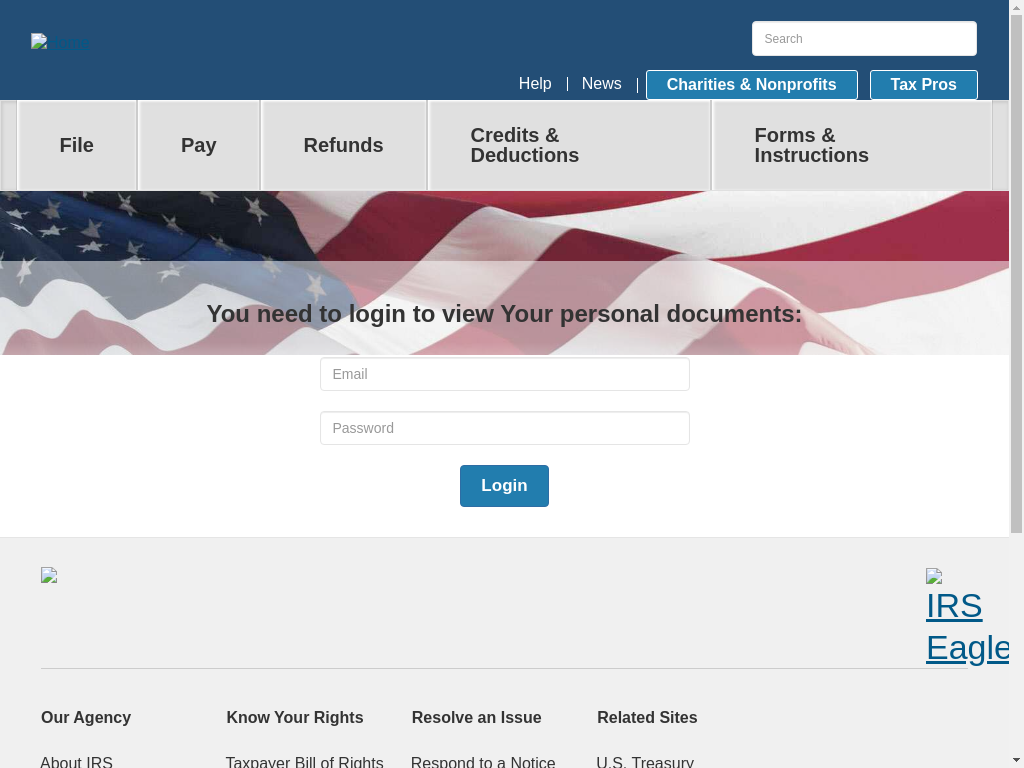 Search
Help
News
Charities & Nonprofits
Tax Pros
File
Pay
Refunds
Credits &
Deductions
Forms &
Instructions
You need to login to view Your personal documents:
Email
Password
Login
IRS
Eagle
Our Agency
Know Your Rights
Resolve an Issue
Related Sites
About IRS
Taxpayer Bill of Rights
Respond to a Notice
U.S. Treasury